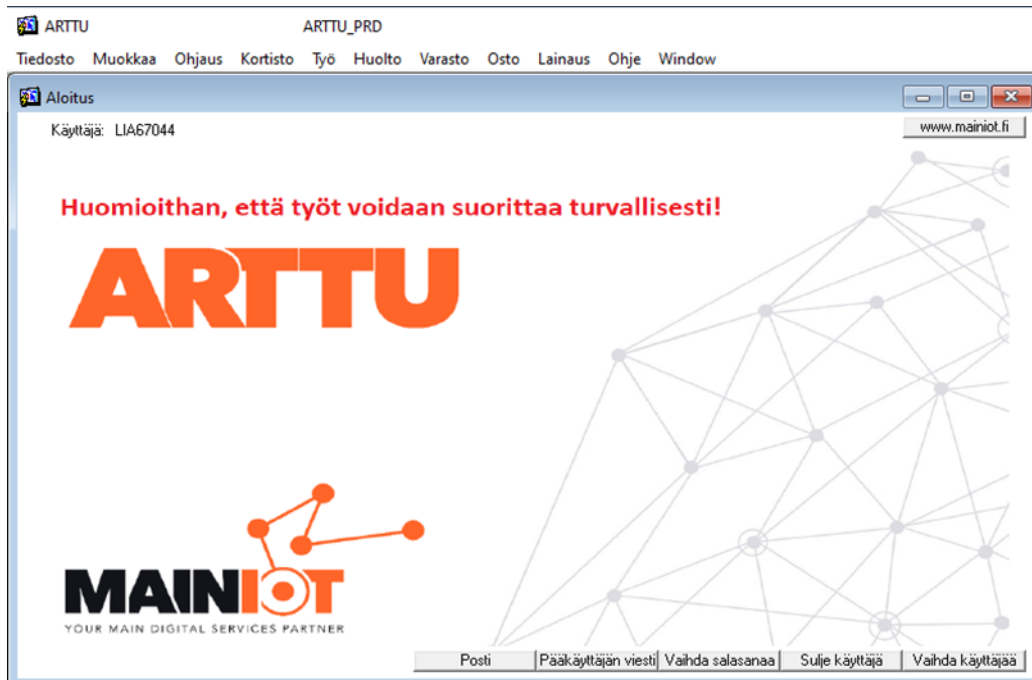 ARTTU ARTTU_PRD
Tiedosto Muokkaa Ohjaus Kortisto Työ Huolto Varasto Osto Lainaus Ohje Window
Aloitus
Käyttäjä: LIA67044 www.mainiot.fi
Huomioithan, että työt voidaan suorittaa turvallisesti!
ARTTU
MAINIOT
YOUR MAIN DIGITAL SERVICES PARTNER
Posti Pääkäyttäjän viesti Vaihda salasanaa Sulje käyttäjä Vaihda käyttäjää